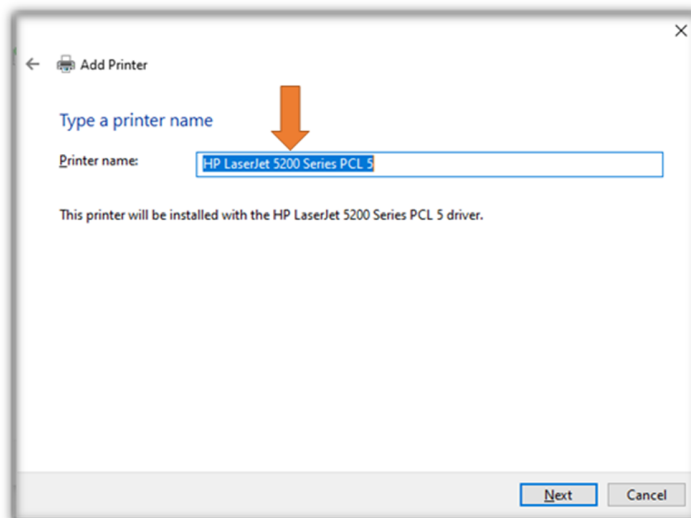 Add Printer
Type a printer name
Printer name:
HP LaserJet 5200 Series PCL 5
This printer will be installed with the HP LaserJet 5200 Series PCL 5 driver.
Next
Cancel